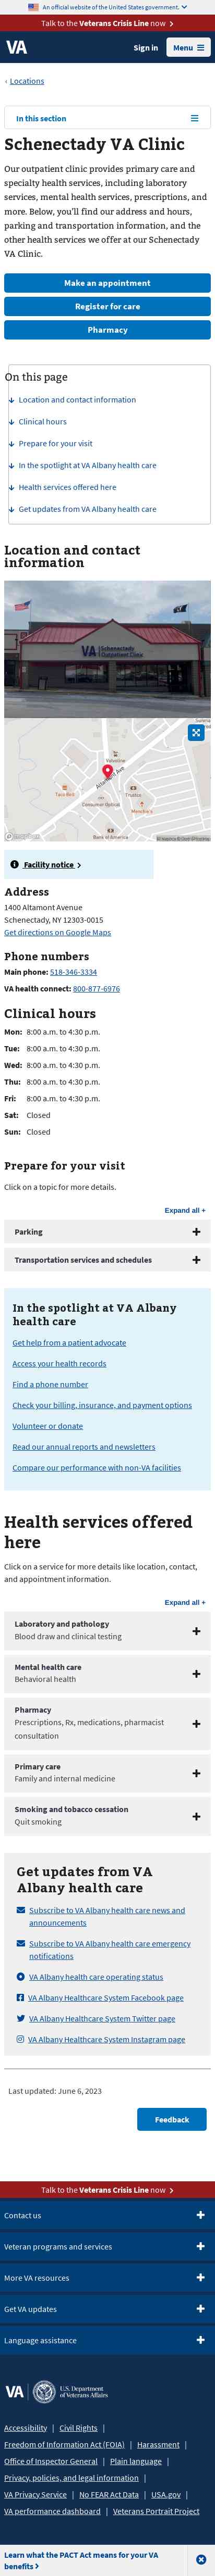 An official website of the United States government.
Talk to the Veterans Crisis Line now
VA
Sign in
Menu
Locations
In this section
Schenectady VA Clinic
Our outpatient clinic provides primary care and
specialty health services, including laboratory
services, mental health, prescriptions, and
more. Below, you’ll find our address and hours,
parking and transportation information, and the
other health services we offer at our Schenectady
VA Clinic.
Make an appointment
Register for care
Pharmacy
On this page
Location and contact information
Clinical hours
Prepare for your visit
In the spotlight at VA Albany health care
Health services offered here
Get updates from VA Albany health care
Location and contact
information
VA Schenectady
Outpatient Clinic
Altamont Ave
Valentine
Taco Bell
Trustco
Consumer Optical
Bank of America
Facility notice
Address
1400 Altamont Avenue
Schenectady, NY 12303-0015
Get directions on Google Maps
Phone numbers
Main phone: 518-346-3334
VA health connect: 800-877-6976
Clinical hours
Mon: 8:00 a.m. to 4:30 p.m.
Tue: 8:00 a.m. to 4:30 p.m.
Wed: 8:00 a.m. to 4:30 p.m.
Thu: 8:00 a.m. to 4:30 p.m.
Fri: 8:00 a.m. to 4:30 p.m.
Sat: Closed
Sun: Closed
Prepare for your visit
Click on a topic for more details.
Expand all +
Parking
Transportation services and schedules
In the spotlight at VA Albany
health care
Get help from a patient advocate
Access your health records
Find a phone number
Check your billing, insurance, and payment options
Volunteer or donate
Read our annual reports and newsletters
Compare our performance with non-VA facilities
Health services offered
here
Click on a service for more details like location, contact,
and appointment information.
Expand all +
Laboratory and pathology
Blood draw and clinical testing
Mental health care
Behavioral health
Pharmacy
Prescriptions, Rx, medications, pharmacist
consultation
Primary care
Family and internal medicine
Smoking and tobacco cessation
Quit smoking
Get updates from VA
Albany health care
Subscribe to VA Albany health care news and
announcements
Subscribe to VA Albany health care emergency
notifications
VA Albany health care operating status
VA Albany Healthcare System Facebook page
VA Albany Healthcare System Twitter page
VA Albany Healthcare System Instagram page
Last updated: June 6, 2023
Feedback
Talk to the Veterans Crisis Line now
Contact us
Veteran programs and services
More VA resources
Get VA updates
Language assistance
VA U.S. Department
of Veterans Affairs
Accessibility | Civil Rights |
Freedom of Information Act (FOIA) | Harassment |
Office of Inspector General | Plain language |
Privacy, policies, and legal information |
VA Privacy Service | No FEAR Act Data | USA.gov |
VA performance dashboard | Veterans Portrait Project
Learn what the PACT Act means for your VA
benefits